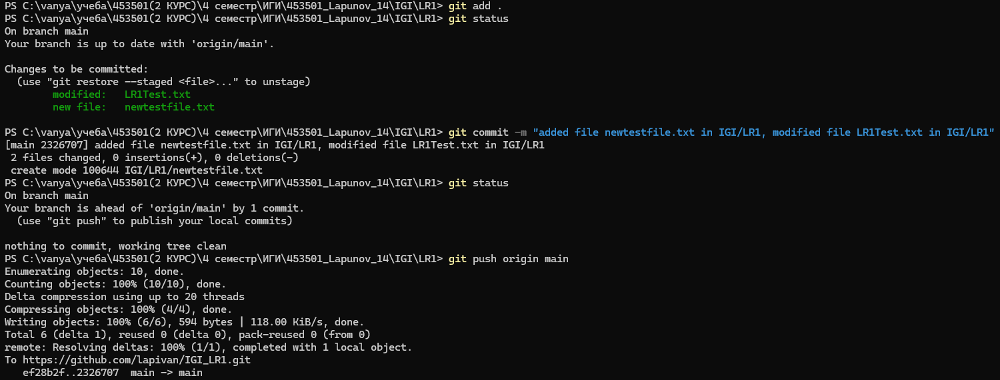 PS C:\vanya\учеба\453501(2 КУРС)\4 семестр\ИГИ\453501_Lapunov_14\IGI\LR1> git add .
PS C:\vanya\учеба\453501(2 КУРС)\4 семестр\ИГИ\453501_Lapunov_14\IGI\LR1> git status
On branch main
Your branch is up to date with 'origin/main'.

Changes to be committed:
  (use "git restore --staged <file>..." to unstage)
        modified:   LR1Test.txt
        new file:   newtestfile.txt

PS C:\vanya\учеба\453501(2 КУРС)\4 семестр\ИГИ\453501_Lapunov_14\IGI\LR1> git commit -m "added file newtestfile.txt in IGI/LR1, modified file LR1Test.txt in IGI/LR1"
[main 2326707] added file newtestfile.txt in IGI/LR1, modified file LR1Test.txt in IGI/LR1
 2 files changed, 0 insertions(+), 0 deletions(-)
 create mode 100644 IGI/LR1/newtestfile.txt
PS C:\vanya\учеба\453501(2 КУРС)\4 семестр\ИГИ\453501_Lapunov_14\IGI\LR1> git status
On branch main
Your branch is ahead of 'origin/main' by 1 commit.
  (use "git push" to publish your local commits)

nothing to commit, working tree clean
PS C:\vanya\учеба\453501(2 КУРС)\4 семестр\ИГИ\453501_Lapunov_14\IGI\LR1> git push origin main
Enumerating objects: 10, done.
Counting objects: 100% (10/10), done.
Delta compression using up to 20 threads
Compressing objects: 100% (4/4), done.
Writing objects: 100% (6/6), 594 bytes | 118.00 KiB/s, done.
Total 6 (delta 1), reused 0 (delta 0), pack-reused 0 (from 0)
remote: Resolving deltas: 100% (1/1), completed with 1 local object.
To https://github.com/lapivan/IGI_LR1.git
   ef28b2f..2326707  main -> main